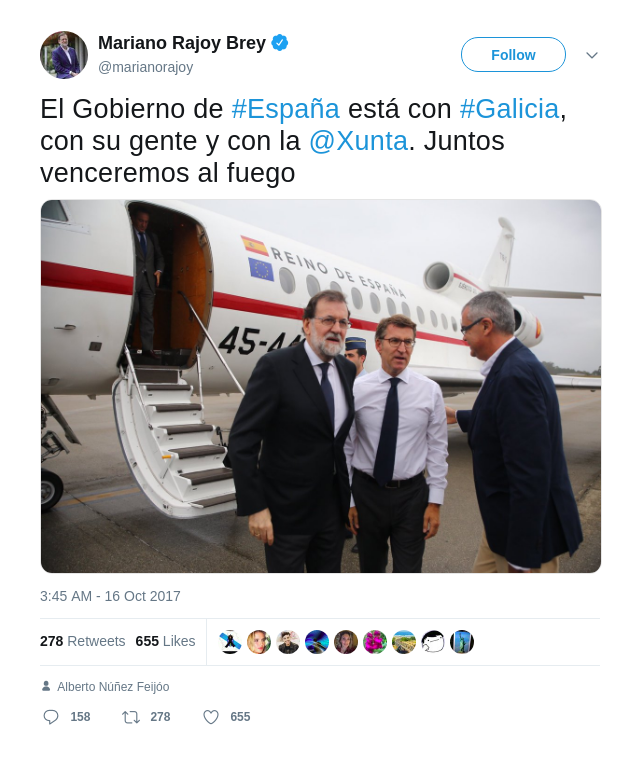 Mariano Rajoy Brey
@marianorajoy
Follow
El Gobierno de #España está con #Galicia,
con su gente y con la @Xunta. Juntos
venceremos al fuego
REINO DE ESPAÑA
3:45 AM - 16 Oct 2017
278 Retweets 655 Likes
Alberto Núñez Feijóo
158 278 655